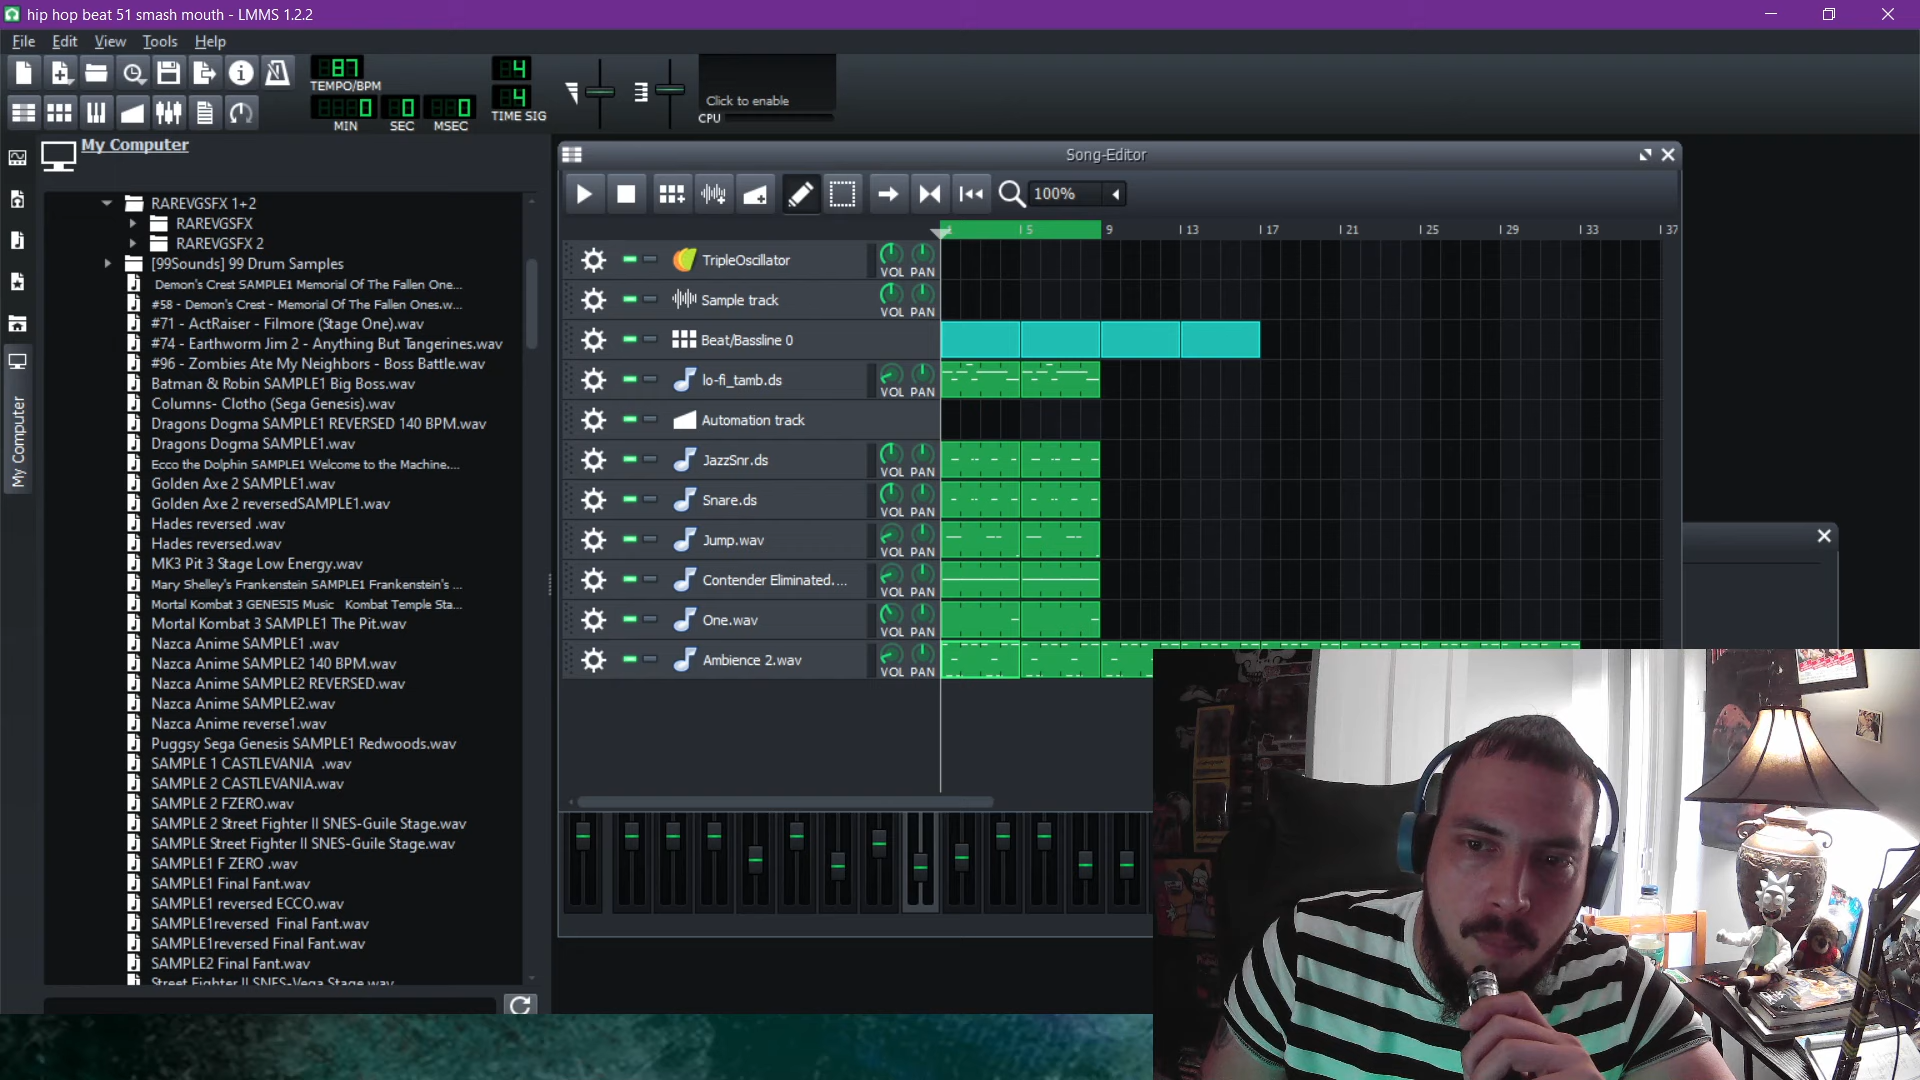 hip hop beat 51 smash mouth - LMMS 1.2.2
File Edit View Tools Help
87
TEMPO/BPM
0 0 0
MIN SEC MSEC
4
4
TIME SIG
Click to enable
CPU
My Computer
My Computer
RAREVGSFX 1+2
RAREVGSFX
RAREVGSFX 2
[99Sounds] 99 Drum Samples
Demon's Crest SAMPLE1 Memorial Of The Fallen One...
#58 - Demon's Crest - Memorial Of The Fallen Ones.w...
#71 - ActRaiser - Filmore (Stage One).wav
#74 - Earthworm Jim 2 - Anything But Tangerines.wav
#96 - Zombies Ate My Neighbors - Boss Battle.wav
Batman & Robin SAMPLE1 Big Boss.wav
Columns- Clotho (Sega Genesis).wav
Dragons Dogma SAMPLE1 REVERSED 140 BPM.wav
Dragons Dogma SAMPLE1.wav
Ecco the Dolphin SAMPLE1 Welcome to the Machine....
Golden Axe 2 SAMPLE1.wav
Golden Axe 2 reversedSAMPLE1.wav
Hades reversed .wav
Hades reversed.wav
MK3 Pit 3 Stage Low Energy.wav
Mary Shelley's Frankenstein SAMPLE1 Frankenstein's ...
Mortal Kombat 3 GENESIS Music Kombat Temple Sta...
Mortal Kombat 3 SAMPLE1 The Pit.wav
Nazca Anime SAMPLE1 .wav
Nazca Anime SAMPLE2 140 BPM.wav
Nazca Anime SAMPLE2 REVERSED.wav
Nazca Anime SAMPLE2.wav
Nazca Anime reverse1.wav
Puggsy Sega Genesis SAMPLE1 Redwoods.wav
SAMPLE 1 CASTLEVANIA .wav
SAMPLE 2 CASTLEVANIA.wav
SAMPLE 2 FZERO.wav
SAMPLE 2 Street Fighter II SNES-Guile Stage.wav
SAMPLE Street Fighter II SNES-Guile Stage.wav
SAMPLE1 F ZERO .wav
SAMPLE1 Final Fant.wav
SAMPLE1 reversed ECCO.wav
SAMPLE1reversed Final Fant.wav
SAMPLE1reversed Final Fant.wav
SAMPLE2 Final Fant.wav
Street Fighter II SNES-Vega Stage.wav
Song-Editor
100%
5 9 13 17 21 25 29 33 37
TripleOscillator VOL PAN
Sample track VOL PAN
Beat/Bassline 0
lo-fi_tamb.ds VOL PAN
Automation track
JazzSnr.ds VOL PAN
Snare.ds VOL PAN
Jump.wav VOL PAN
Contender Eliminated.... VOL PAN
One.wav VOL PAN
Ambience 2.wav VOL PAN